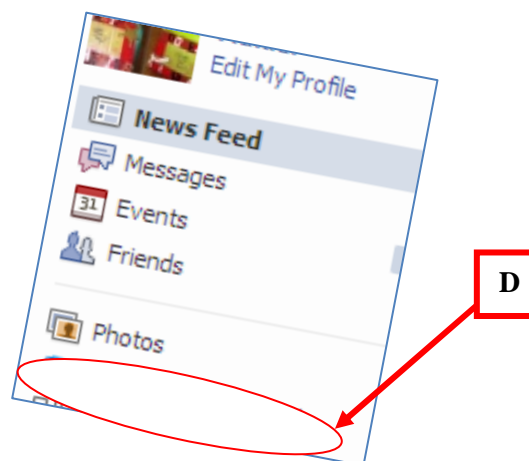 Edit My Profile
News Feed
Messages
31 Events
Friends
D
Photos